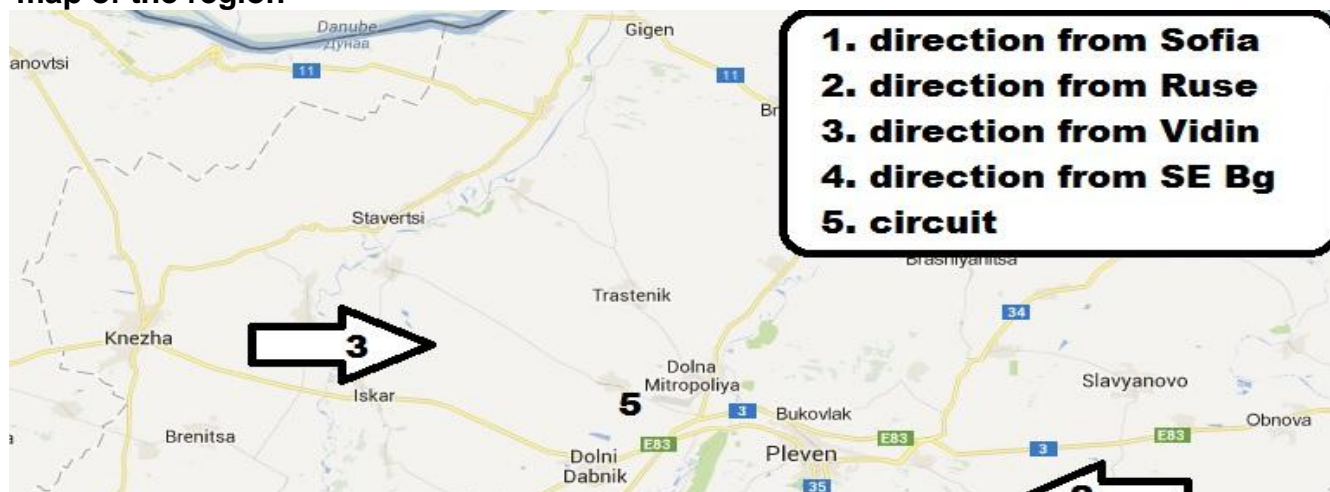 map of the region
Danube
Дунав
Gigen
1. direction from Sofia
2. direction from Ruse
3. direction from Vidin
4. direction from SE Bg
5. circuit
anovtsi
11
11
Br
Stavertsi
Brashlyanitsa
Trastenik
34
Knezha
3
Dolna
Mitropoliya
Slavyanovo
Iskar
5
3
Bukovlak
Obnova
Brenitsa
E83
E83
3
E83
Dolni
Dabnik
Pleven
35